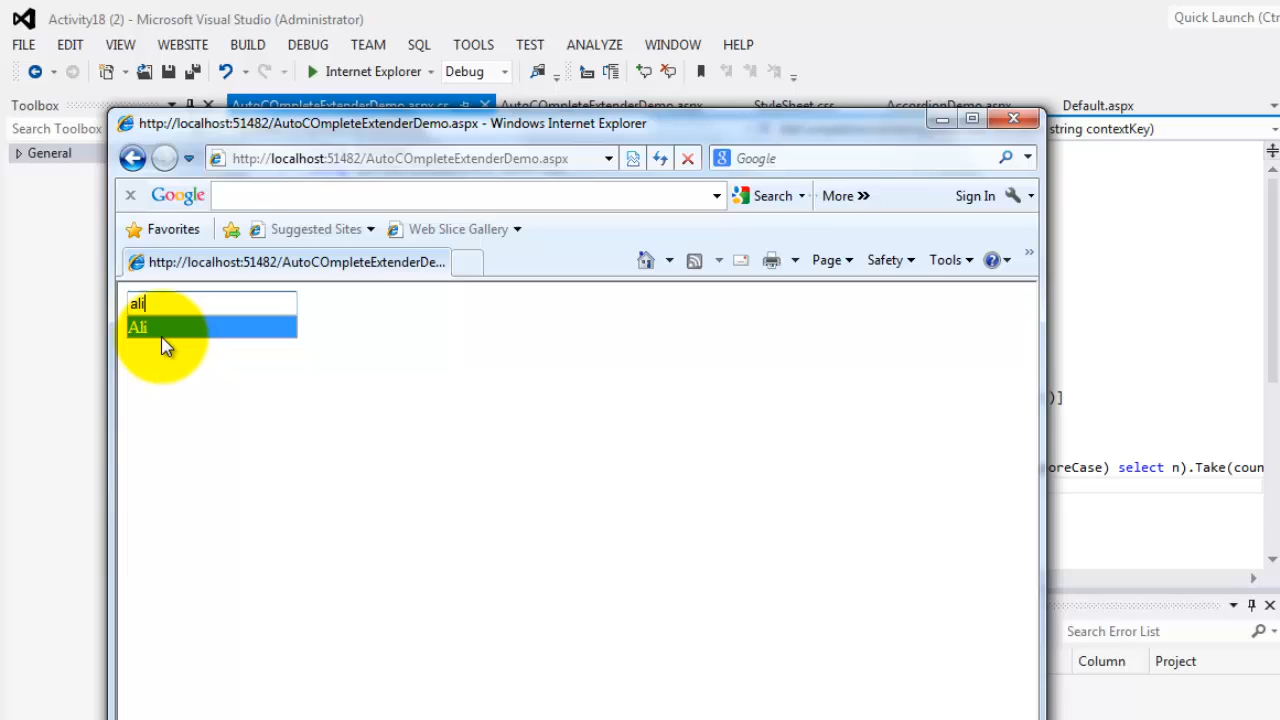 Activity18 (2) - Microsoft Visual Studio (Administrator)
Quick Launch (Ctr
FILE EDIT VIEW WEBSITE BUILD DEBUG TEAM SQL TOOLS TEST ANALYZE WINDOW HELP
Internet Explorer Debug
Toolbox
AutoCOmpleteExtenderDemo.aspx.cs AutoCOmpleteExtenderDemo.aspx StyleSheet.css AccordionDemo.aspx Default.aspx
Search Toolbox
string contextKey)
General
http://localhost:51482/AutoCOmpleteExtenderDemo.aspx - Windows Internet Explorer
http://localhost:51482/AutoCOmpleteExtenderDemo.aspx
Google
x Google Search More Sign In
Favorites Suggested Sites Web Slice Gallery
http://localhost:51482/AutoCOmpleteExtenderDe...
Page Safety Tools
ali
Ali
)]
oreCase) select n).Take(coun
Search Error List
Column Project